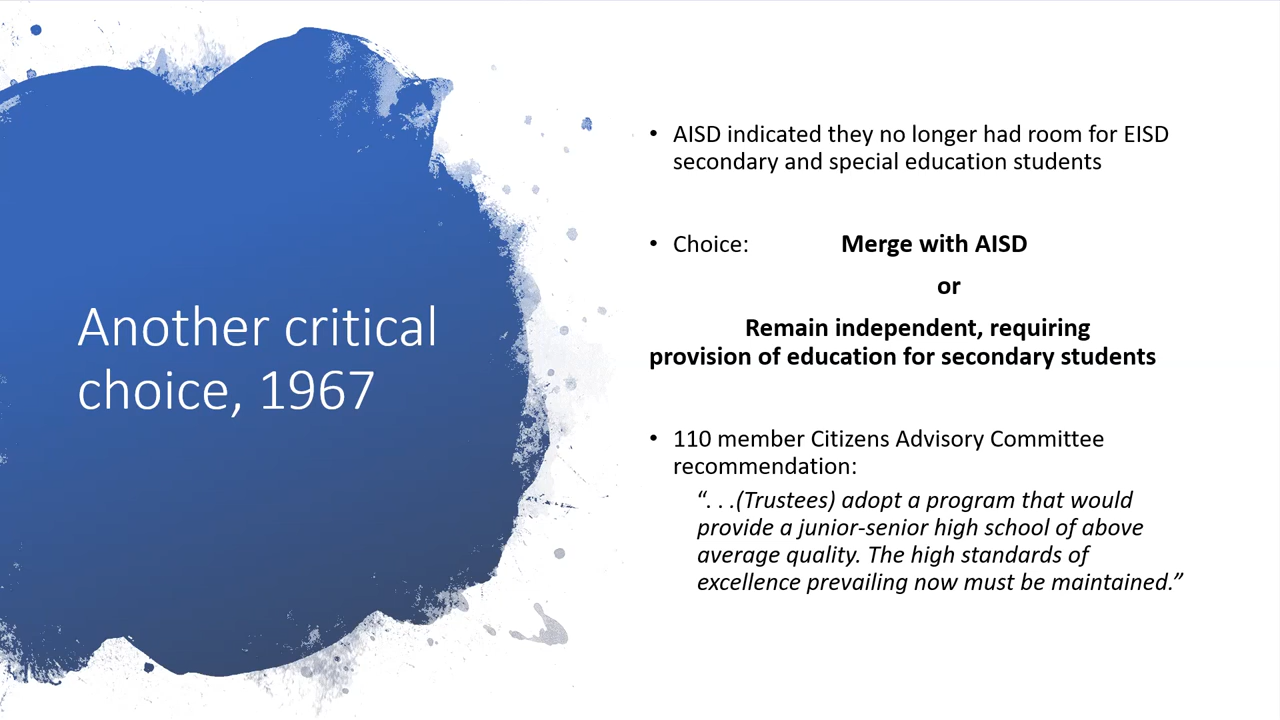 Another critical
choice, 1967
• AISD indicated they no longer had room for EISD
secondary and special education students
• Choice: Merge with AISD
or
Remain independent, requiring
provision of education for secondary students
• 110 member Citizens Advisory Committee
recommendation:
“. . .(Trustees) adopt a program that would
provide a junior-senior high school of above
average quality. The high standards of
excellence prevailing now must be maintained.”